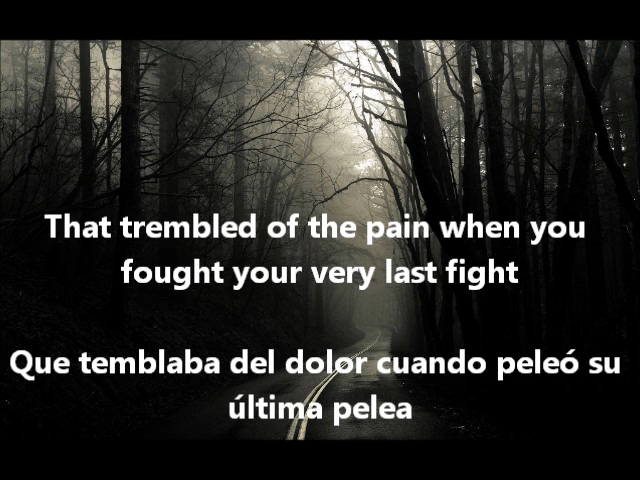 That trembled of the pain when you
fought your very last fight
Que temblaba del dolor cuando peleó su
última pelea